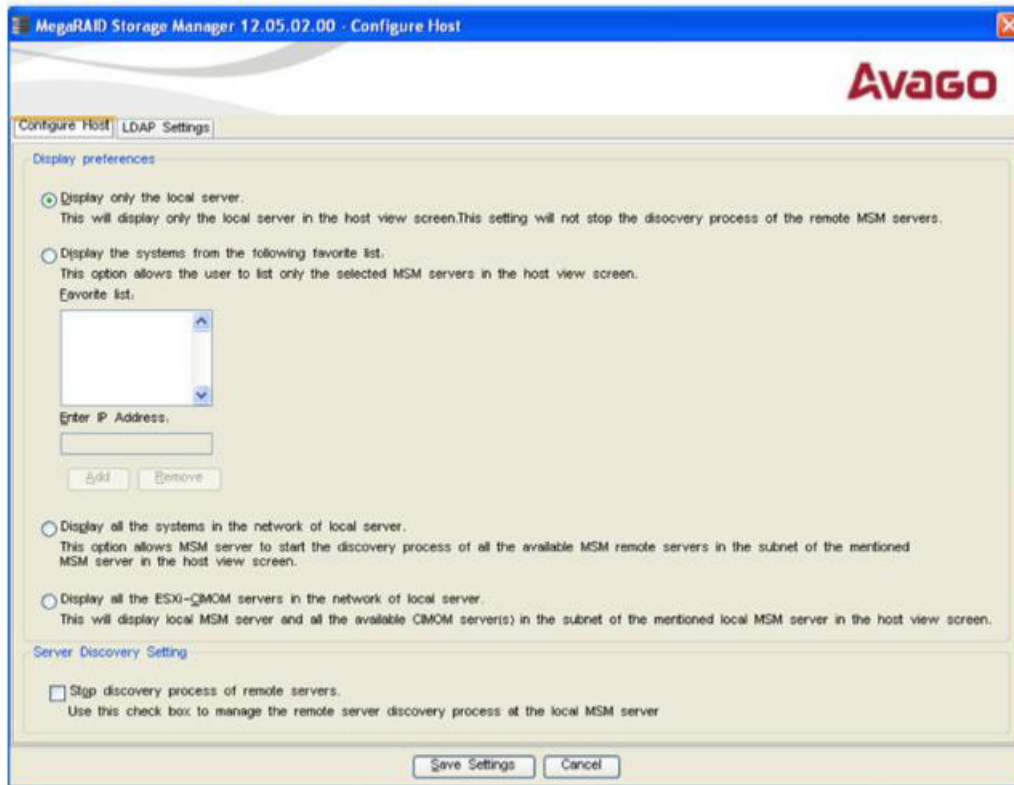 MegaRAID Storage Manager 12.05.02.00 - Configure Host
AVAGO
Configure Host LDAP Settings
Display preferences
Display only the local server.
This will display only the local server in the host view screen.This setting will not stop the disocvery process of the remote MSM servers.
Display the systems from the following favorite list.
This option allows the user to list only the selected MSM servers in the host view screen.
Favorite list.
Enter IP Address.
Add Remove
Display all the systems in the network of local server.
This option allows MSM server to start the discovery process of all the available MSM remote servers in the subnet of the mentioned
MSM server in the host view screen.
Display all the ESXi-CIMOM servers in the network of local server.
This will display local MSM server and all the available CIMOM server(s) in the subnet of the mentioned local MSM server in the host view screen.
Server Discovery Setting
Stop discovery process of remote servers.
Use this check box to manage the remote server discovery process at the local MSM server
Save Settings Cancel